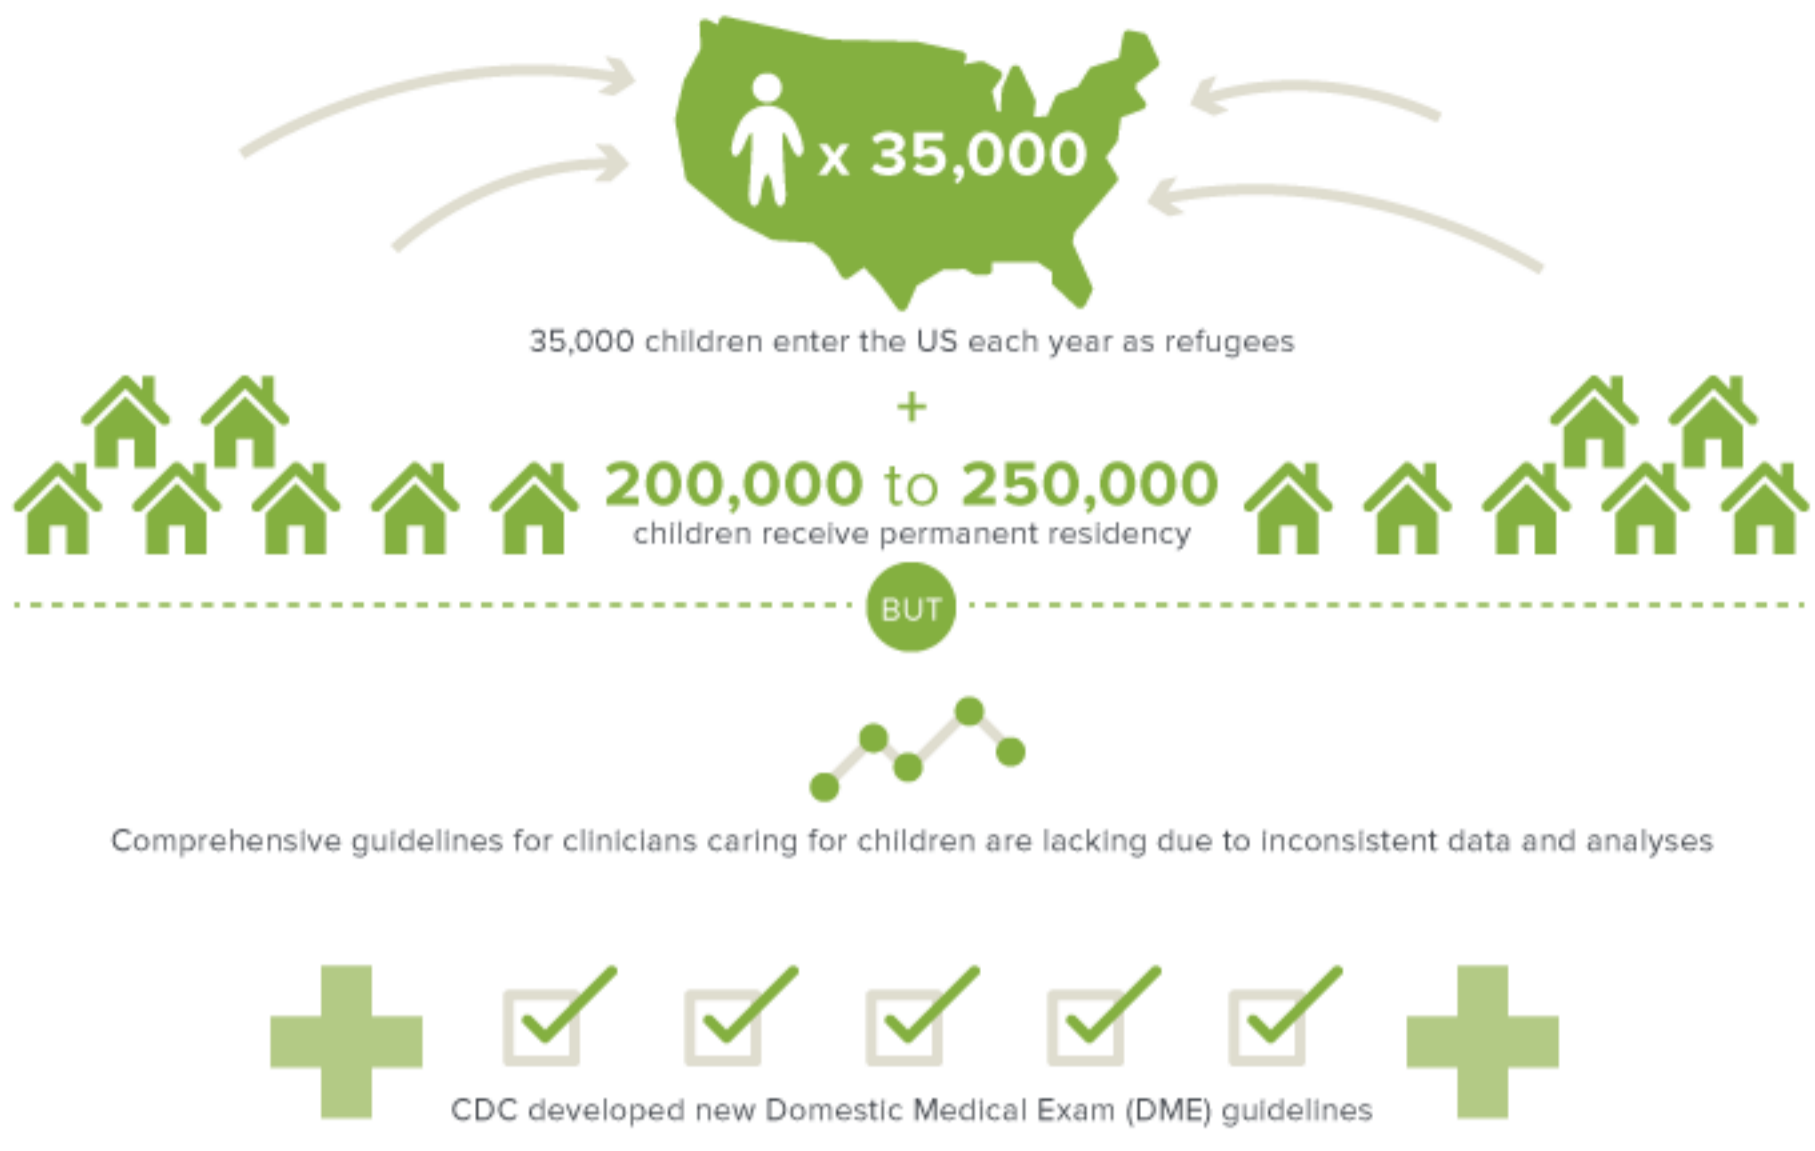 x 35,000
35,000 children enter the US each year as refugees
+
200,000 to 250,000
children receive permanent residency
BUT
Comprehensive guidelines for clinicians caring for children are lacking due to inconsistent data and analyses
CDC developed new Domestic Medical Exam (DME) guidelines